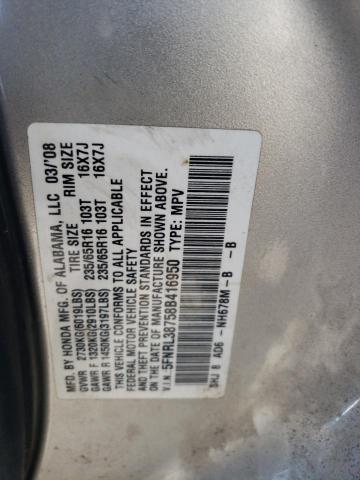 MFD. BY HONDA MFG. OF ALABAMA, LLC 03/'08
TIRE SIZE RIM SIZE
GVWR 2730KG(6019LBS)
GAWR F 1320KG(2910LBS) 235/65R16 103T 16X7J
GAWR R 1450KG(3197LBS) 235/65R16 103T 16X7J
THIS VEHICLE CONFORMS TO ALL APPLICABLE
FEDERAL MOTOR VEHICLE SAFETY
AND THEFT PREVENTION STANDARDS IN EFFECT
ON THE DATE OF MANUFACTURE SHOWN ABOVE.
V.I.N.: 5FNRL38758B416950 TYPE: MPV
SHJ 8 AD6 -NH678M-B -B